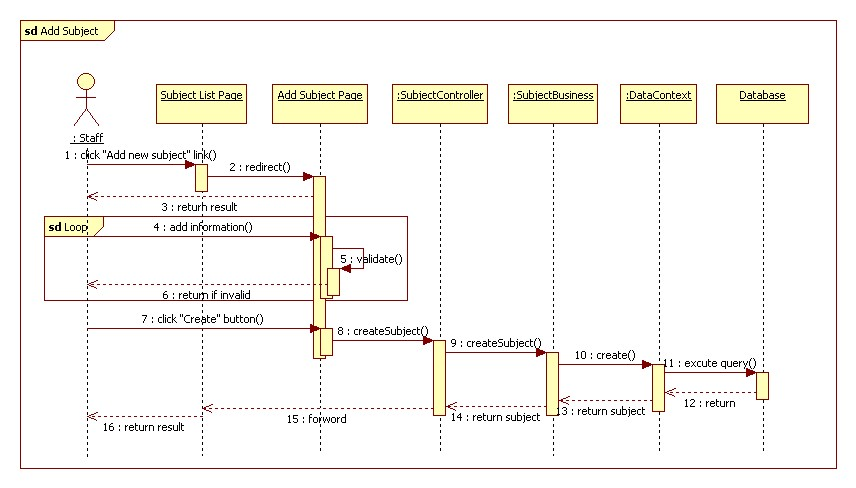 sd Add Subject
Subject List Page
Add Subject Page
:SubjectController
:SubjectBusiness
:DataContext
Database
: Staff
1 : click "Add new subject" link()
2 : redirect()
3 : return result
sd Loop
4 : add information()
5 : validate()
6 : return if invalid
7 : click "Create" button()
8 : createSubject()
9 : createSubject()
10 : create()
11 : excute query()
12 : return
13 : return subject
14 : return subject
15 : forword
16 : return result